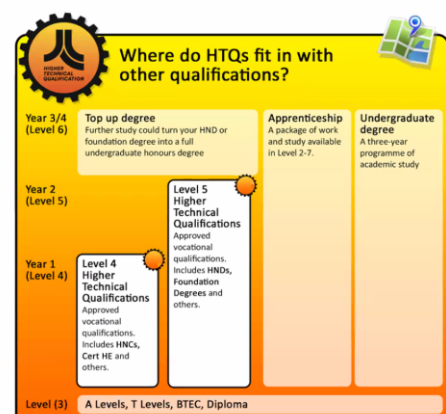 HIGHER
TECHNICAL
QUALIFICATION
Where do HTQs fit in with
other qualifications?
Year 3/4
(Level 6)
Top up degree
Further study could turn your HND or
foundation degree into a full
undergraduate honours degree
Apprenticeship
A package of work
and study available
in Level 2-7.
Undergraduate
degree
A three-year
programme of
academic study
Year 2
(Level 5)
Level 5
Higher
Technical
Qualifications
Approved
vocational
qualifications.
Includes HNDs,
Foundation
Degrees and
others.
Year 1
(Level 4)
Level 4
Higher
Technical
Qualifications
Approved
vocational
qualifications.
Includes HNCs,
Cert HE and
others.
Level (3)
A Levels, T Levels, BTEC, Diploma